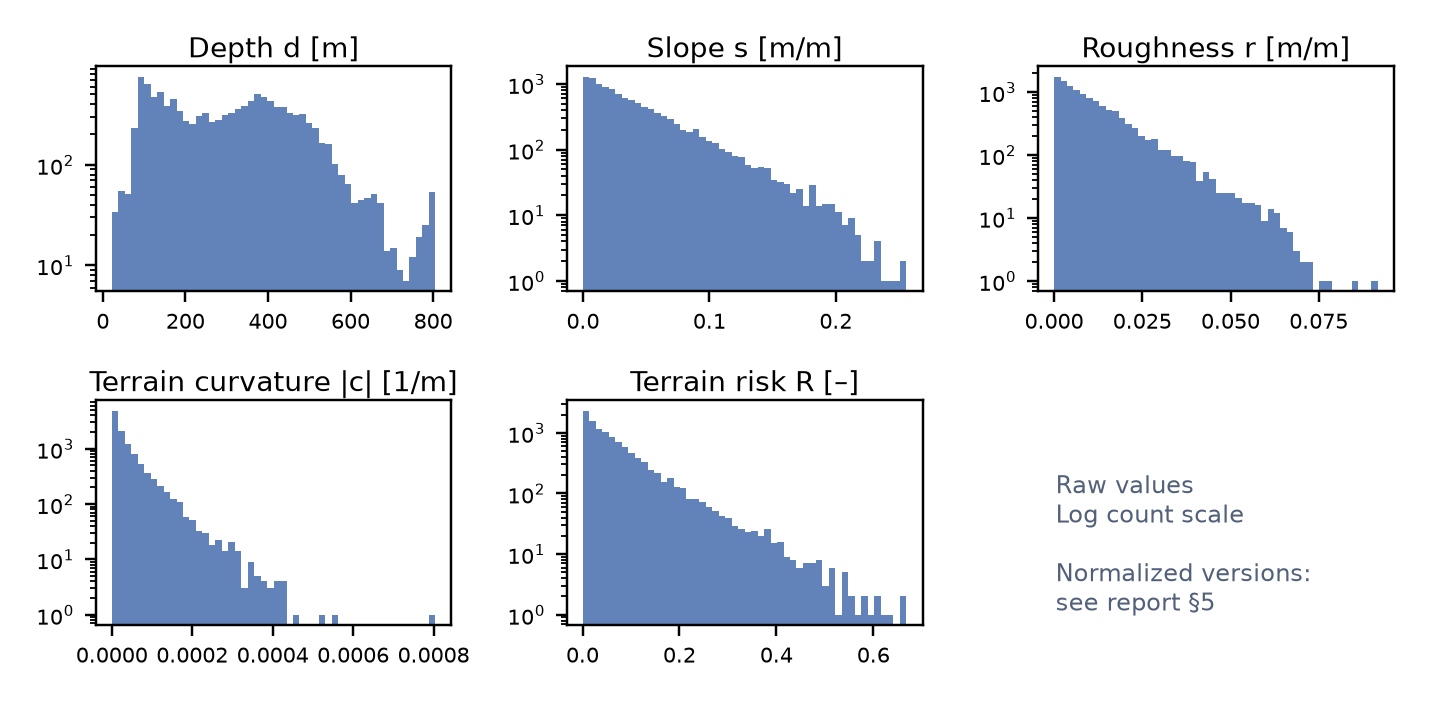 Depth d [m]
Slope s [m/m]
Roughness r [m/m]
10²
10¹
0 200 400 600 800
10³
10²
10¹
10⁰
0.0 0.1 0.2
10³
10²
10¹
10⁰
0.000 0.025 0.050 0.075
Terrain curvature |c| [1/m]
Terrain risk R [–]
10³
10²
10¹
10⁰
0.0000 0.0002 0.0004 0.0006 0.0008
10³
10²
10¹
10⁰
0.0 0.2 0.4 0.6
Raw values
Log count scale
Normalized versions:
see report §5